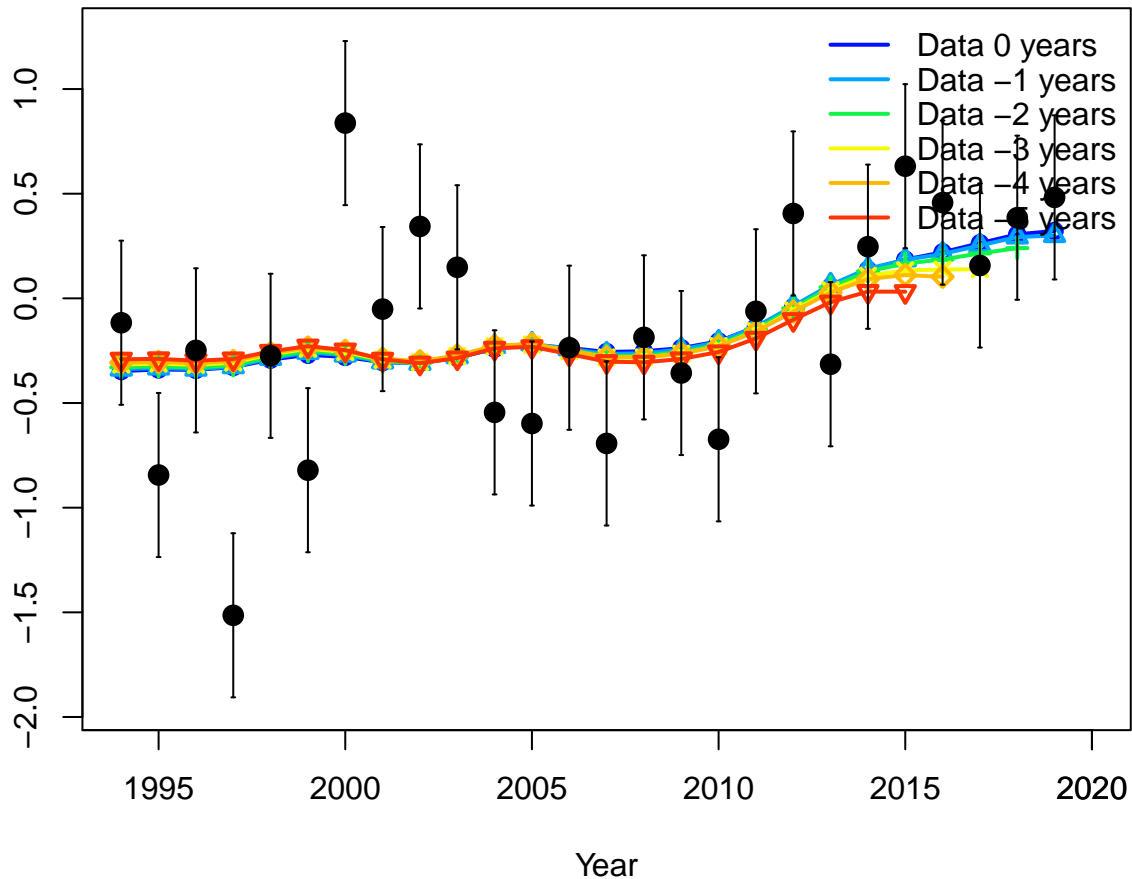 Data 0 years
Data −1 years
Data −2 years
Data −3 years
Data −4 years
Data years
1.0
0.5
0.0
−0.5
−1.0
−1.5
−2.0
1995 2000 2005 2010 2015 2020
Year